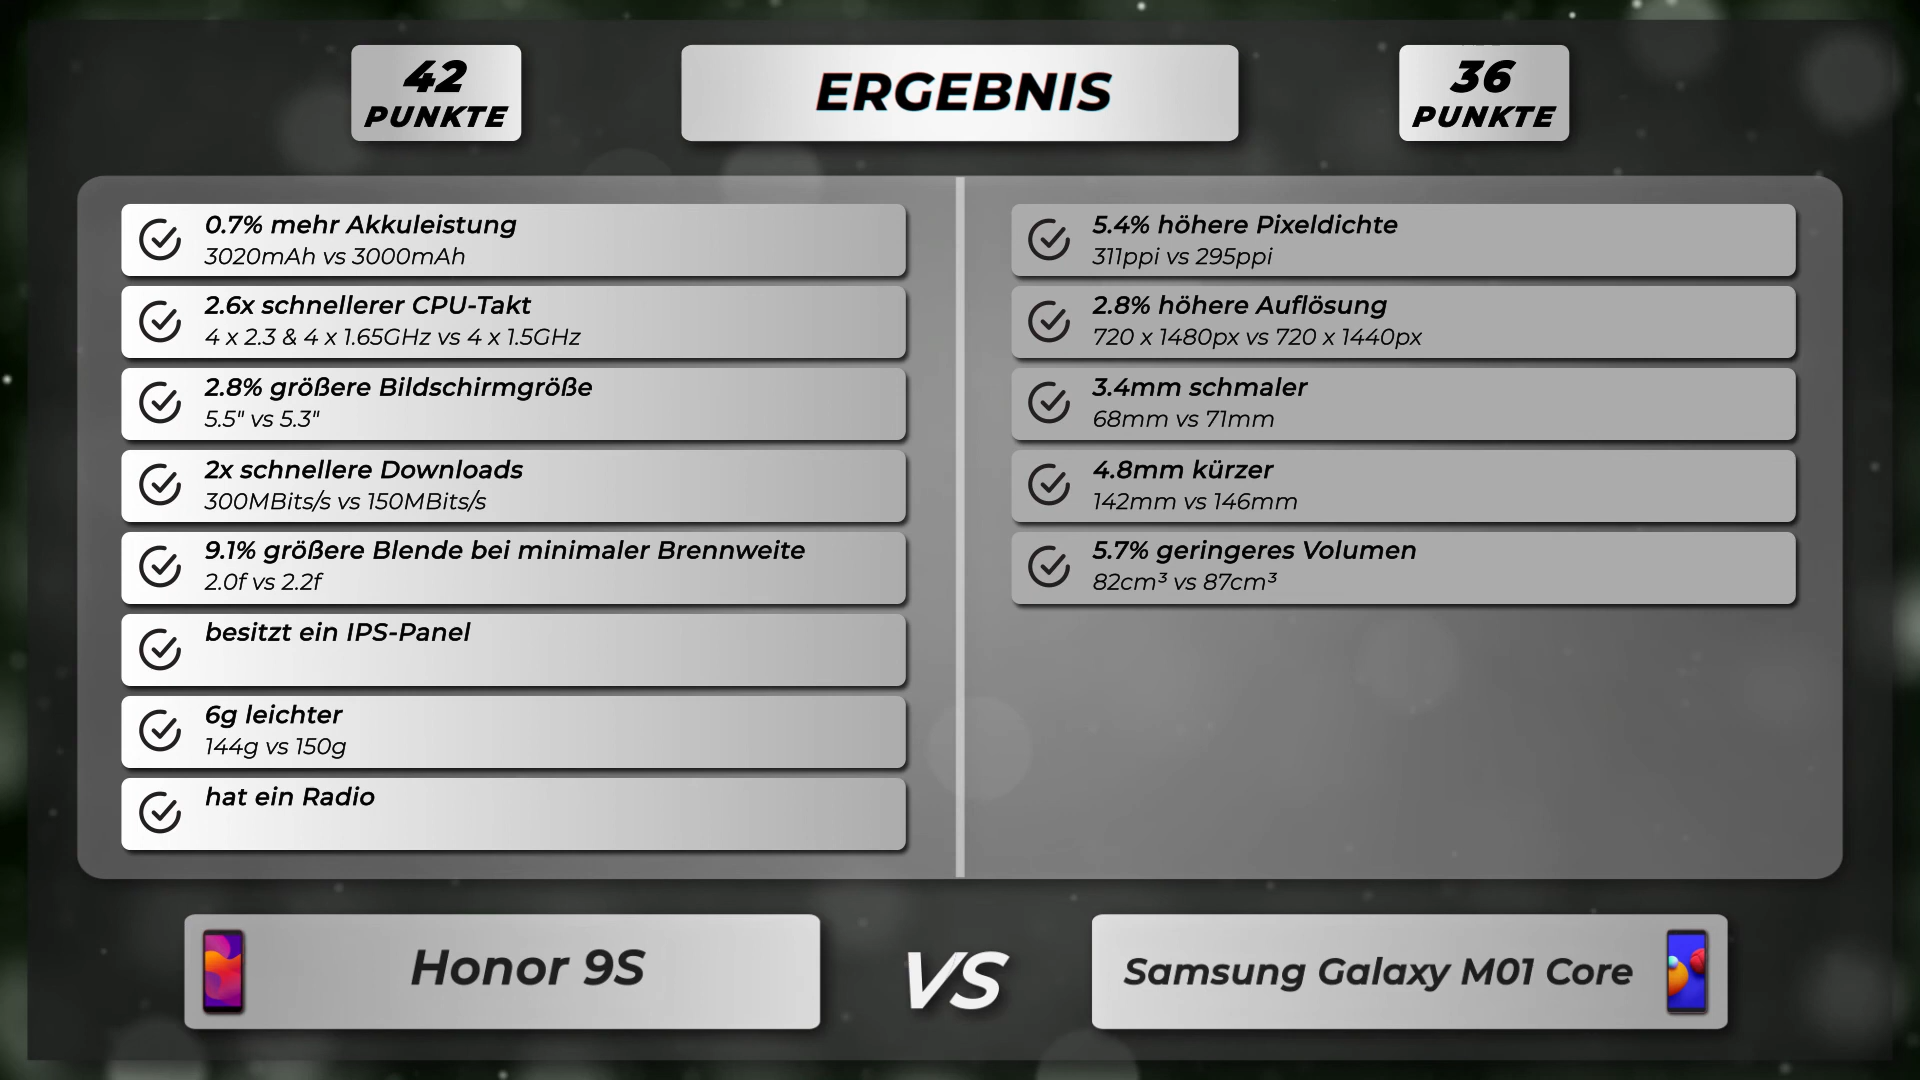 42
PUNKTE
ERGEBNIS
36
PUNKTE
0.7% mehr Akkuleistung
3020mAh vs 3000mAh
2.6x schnellerer CPU-Takt
4 x 2.3 & 4 x 1.65GHz vs 4 x 1.5GHz
2.8% größere Bildschirmgröße
5.5" vs 5.3"
2x schnellere Downloads
300MBits/s vs 150MBits/s
9.1% größere Blende bei minimaler Brennweite
2.0f vs 2.2f
besitzt ein IPS-Panel
6g leichter
144g vs 150g
hat ein Radio
5.4% höhere Pixeldichte
311ppi vs 295ppi
2.8% höhere Auflösung
720 x 1480px vs 720 x 1440px
3.4mm schmaler
68mm vs 71mm
4.8mm kürzer
142mm vs 146mm
5.7% geringeres Volumen
82cm³ vs 87cm³
Honor 9S
VS
Samsung Galaxy M01 Core